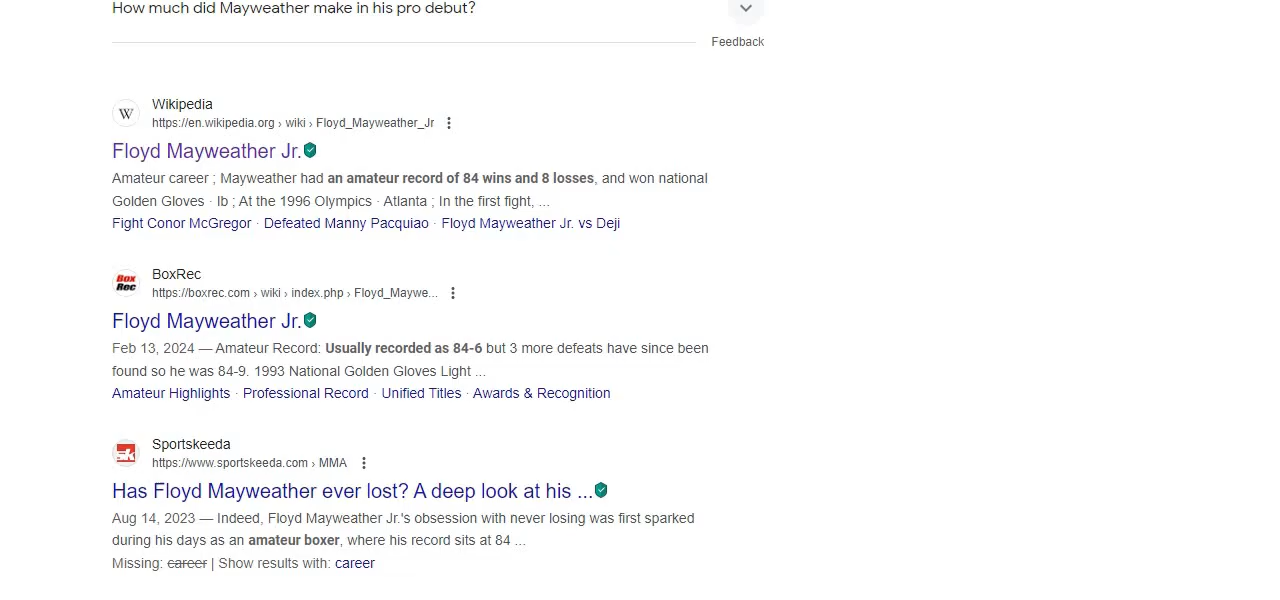 How much did Mayweather make in his pro debut?
Feedback
Wikipedia
https://en.wikipedia.org › wiki › Floyd_Mayweather_Jr
Floyd Mayweather Jr.
Amateur career ; Mayweather had an amateur record of 84 wins and 8 losses, and won national
Golden Gloves · lb ; At the 1996 Olympics · Atlanta ; In the first fight, ...
Fight Conor McGregor · Defeated Manny Pacquiao · Floyd Mayweather Jr. vs Deji
BoxRec
https://boxrec.com › wiki › index.php › Floyd_Maywe...
Floyd Mayweather Jr.
Feb 13, 2024 — Amateur Record: Usually recorded as 84-6 but 3 more defeats have since been
found so he was 84-9. 1993 National Golden Gloves Light ...
Amateur Highlights · Professional Record · Unified Titles · Awards & Recognition
Sportskeeda
https://www.sportskeeda.com › MMA
Has Floyd Mayweather ever lost? A deep look at his ...
Aug 14, 2023 — Indeed, Floyd Mayweather Jr.'s obsession with never losing was first sparked
during his days as an amateur boxer, where his record sits at 84 ...
Missing: career | Show results with: career